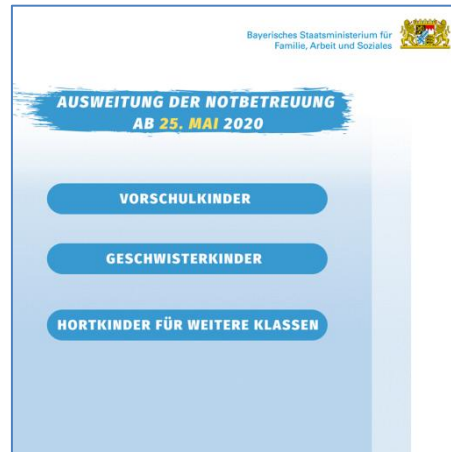 Bayerisches Staatsministerium für
Familie, Arbeit und Soziales
AUSWEITUNG DER NOTBETREUUNG
AB 25. MAI 2020
VORSCHULKINDER
GESCHWISTERKINDER
HORTKINDER FÜR WEITERE KLASSEN